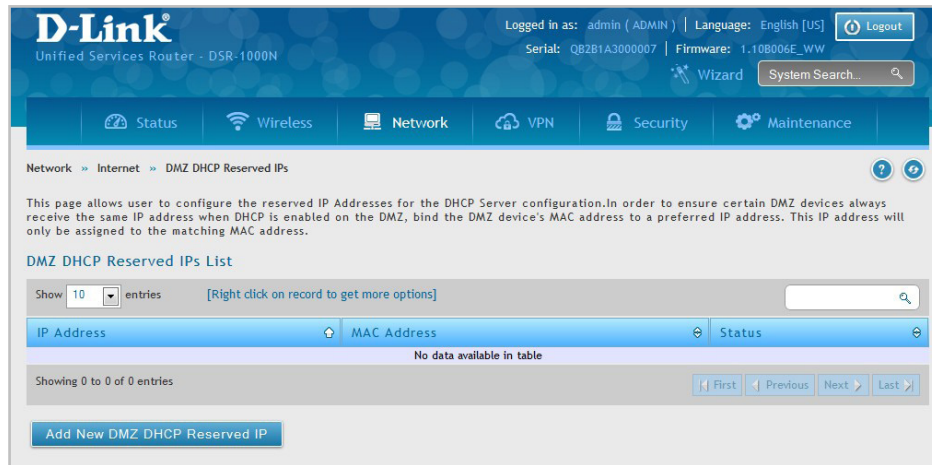 D-Link
Logged in as: admin ( ADMIN ) | Language: English [US] Logout
Unified Services Router - DSR-1000N
Serial: QB2B1A3000007 | Firmware: 1.10B006E_WW
Wizard System Search...
Status Wireless Network VPN Security Maintenance
Network » Internet » DMZ DHCP Reserved IPs
This page allows user to configure the reserved IP Addresses for the DHCP Server configuration.In order to ensure certain DMZ devices always
receive the same IP address when DHCP is enabled on the DMZ, bind the DMZ device's MAC address to a preferred IP address. This IP address will
only be assigned to the matching MAC address.
DMZ DHCP Reserved IPs List
Show 10 entries [Right click on record to get more options]
IP Address MAC Address Status
No data available in table
Showing 0 to 0 of 0 entries First Previous Next Last
Add New DMZ DHCP Reserved IP